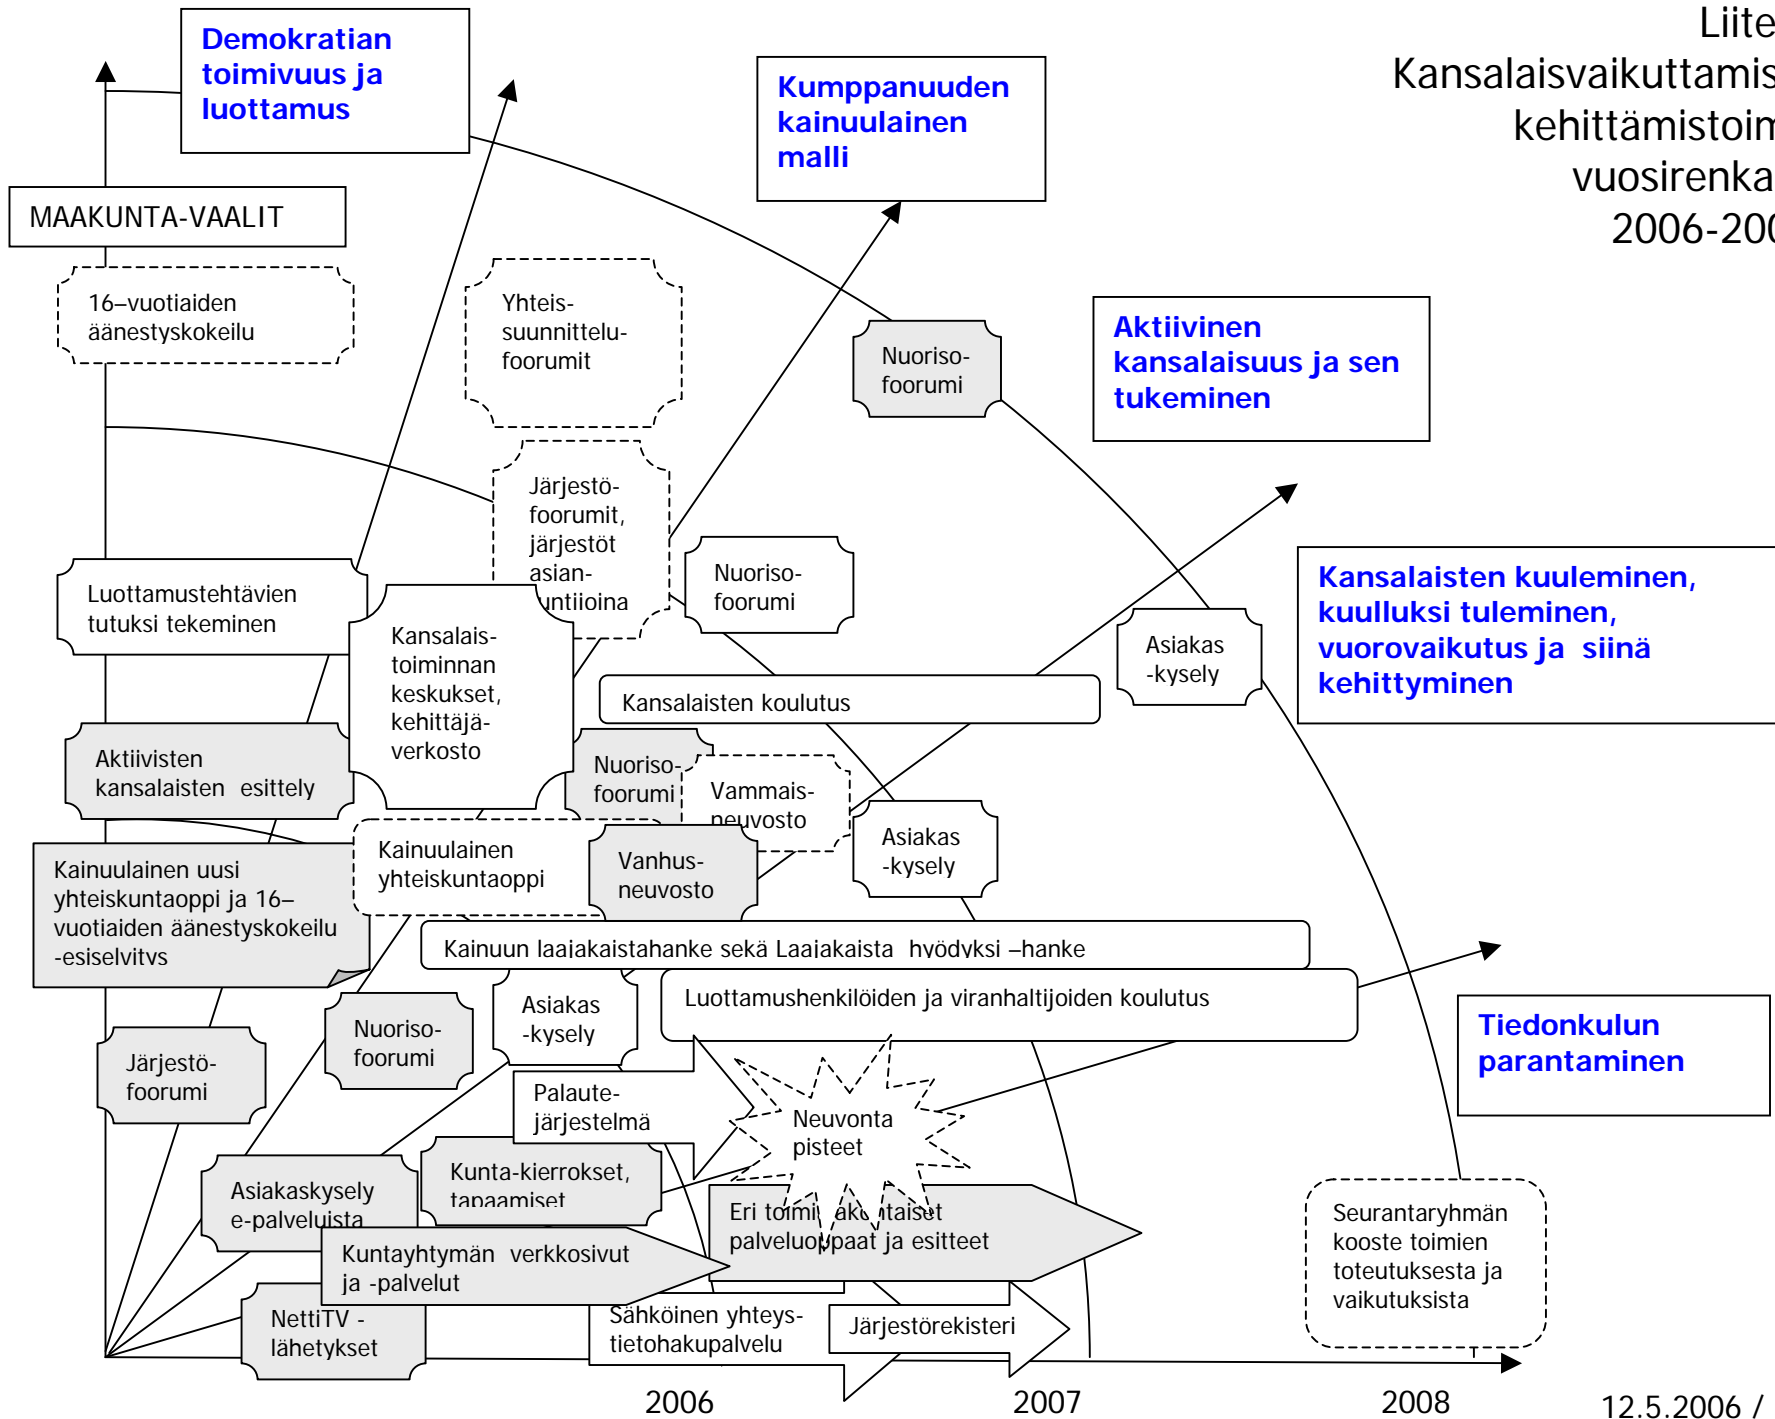 Liite
Kansalaisvaikuttamis
kehittämistoim
vuosirenka
2006-200
Demokratian
toimivuus ja
luottamus
Kumppanuuden
kainuulainen
malli
MAAKUNTA-VAALIT
16–vuotiaiden
äänestyskokeilu
Yhteis-
suunnittelu-
foorumit
Nuoriso-
foorumi
Aktiivinen
kansalaisuus ja sen
tukeminen
Järjestö-
foorumit,
järjestöt
asian-
untijoina
Nuoriso-
foorumi
Kansalaisten kuuleminen,
kuulluksi tuleminen,
vuorovaikutus ja siinä
kehittyminen
Luottamustehtävien
tutuksi tekeminen
Kansalais-
toiminnan
keskukset,
kehittäjä-
verkosto
Asiakas
-kysely
Kansalaisten koulutus
Aktiivisten
kansalaisten esittely
Nuoriso-
foorumi
Vammais-
neuvosto
Asiakas
-kysely
Kainuulainen uusi
yhteiskuntaoppi ja 16–
vuotiaiden äänestyskokeilu
-esiselvitys
Kainuulainen
yhteiskuntaoppi
Vanhus-
neuvosto
Kainuun laajakaistahanke sekä Laajakaista hyödyksi –hanke
Luottamushenkilöiden ja viranhaltijoiden koulutus
Nuoriso-
foorumi
Asiakas
-kysely
Järjestö-
foorumi
Tiedonkulun
parantaminen
Palaute-
järjestelmä
Neuvonta
pisteet
Asiakaskysely
e-palveluista
Kunta-kierrokset,
tapaamiset
Eri
palveluoppaat ja esitteet
Kuntayhtymän verkkosivut
ja -palvelut
Seurantaryhmän
kooste toimien
toteutuksesta ja
vaikutuksista
NettiTV -
lähetykset
Sähköinen yhteys-
tietohakupalvelu
Järjestörekisteri
2006
2007
2008
12.5.2006 /